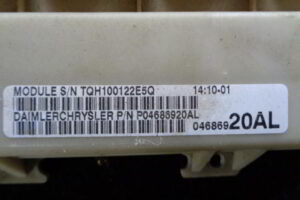 MODULE S/N TQH100122E5Q 14:10-01
DAIMLERCHRYSLER P/N P04686920AL
04686920AL